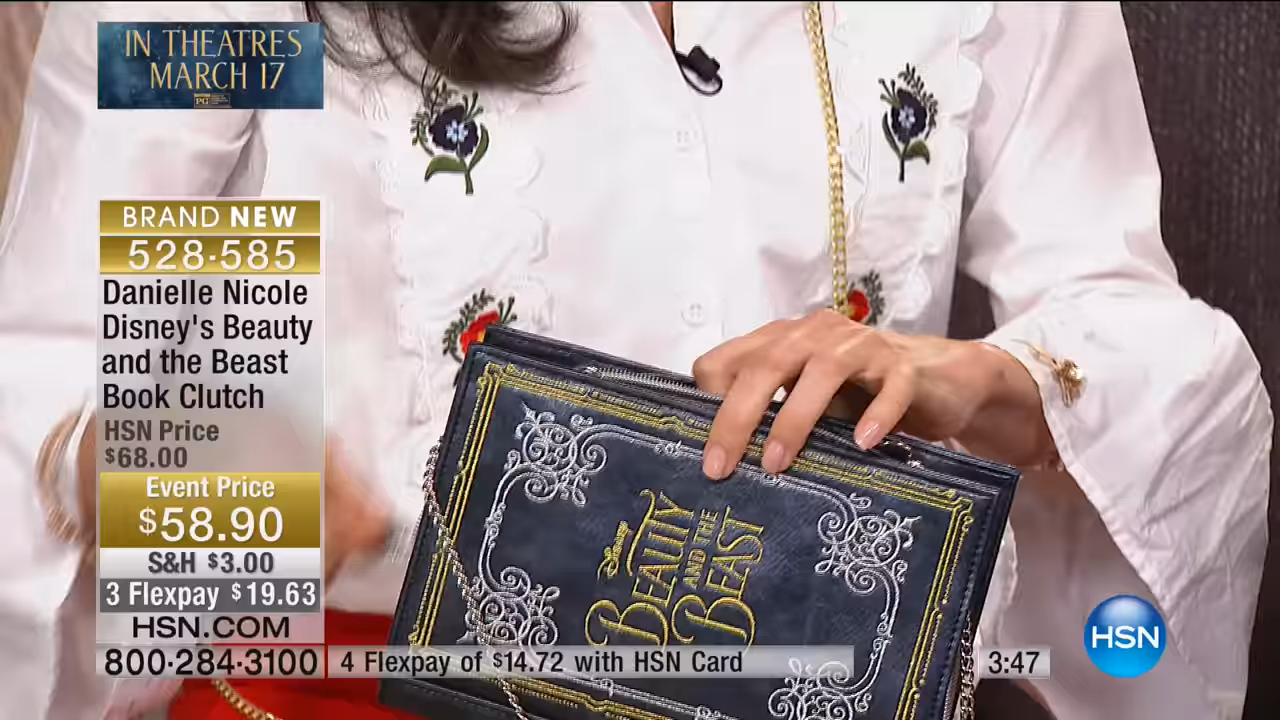 IN THEATRES
MARCH 17
PG
BRAND NEW
528-585
Danielle Nicole
Disney's Beauty
and the Beast
Book Clutch
HSN Price
$68.00
Event Price
$58.90
S&H $3.00
3 Flexpay $19.63
HSN.COM
800·284·3100
4 Flexpay of $14.72 with HSN Card
3:47
HSN
Disney
BEAUTY
AND THE
BEAST